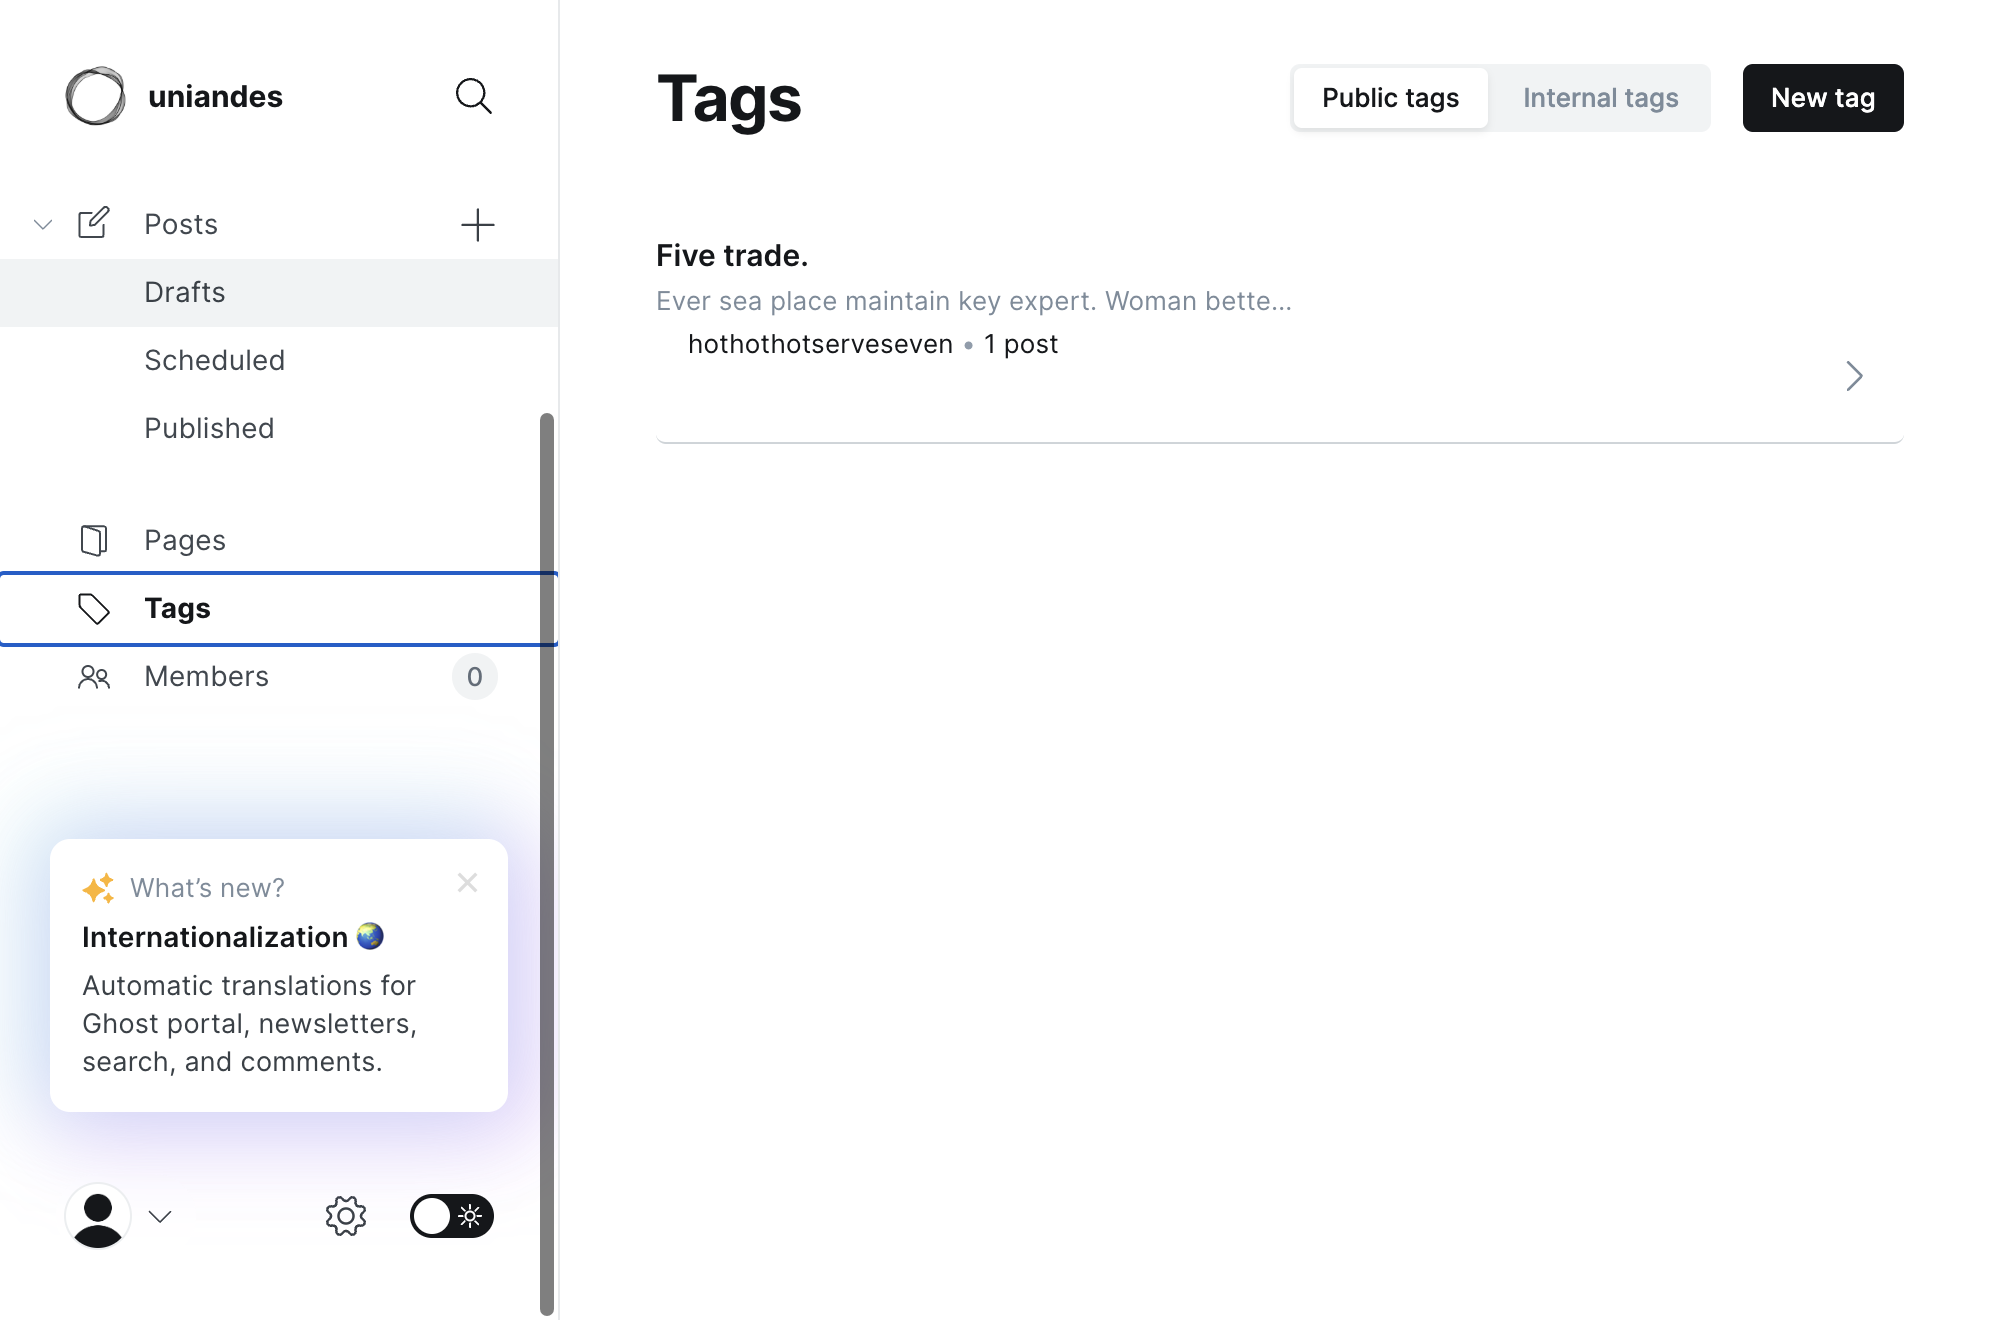 uniandes
Posts
Drafts
Scheduled
Published
Pages
Tags
Members 0
What’s new?
Internationalization
Automatic translations for
Ghost portal, newsletters,
search, and comments.
Tags
Public tags
Internal tags
New tag
Five trade.
Ever sea place maintain key expert. Woman bette...
hothothotserveseven • 1 post